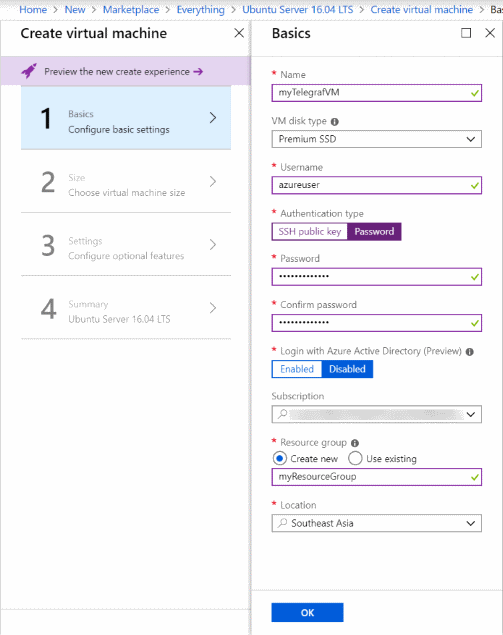 Home > New > Marketplace > Everything > Ubuntu Server 16.04 LTS > Create virtual machine > Bas
Create virtual machine
Preview the new create experience →
1
Basics
Configure basic settings
2
Size
Choose virtual machine size
3
Settings
Configure optional features
4
Summary
Ubuntu Server 16.04 LTS
Basics
* Name
myTelegrafVM
VM disk type
Premium SSD
* Username
azureuser
* Authentication type
SSH public key Password
* Password
•••••••••••••
* Confirm password
•••••••••••••
* Login with Azure Active Directory (Preview)
Enabled Disabled
Subscription
* Resource group
Create new Use existing
myResourceGroup
* Location
Southeast Asia
OK